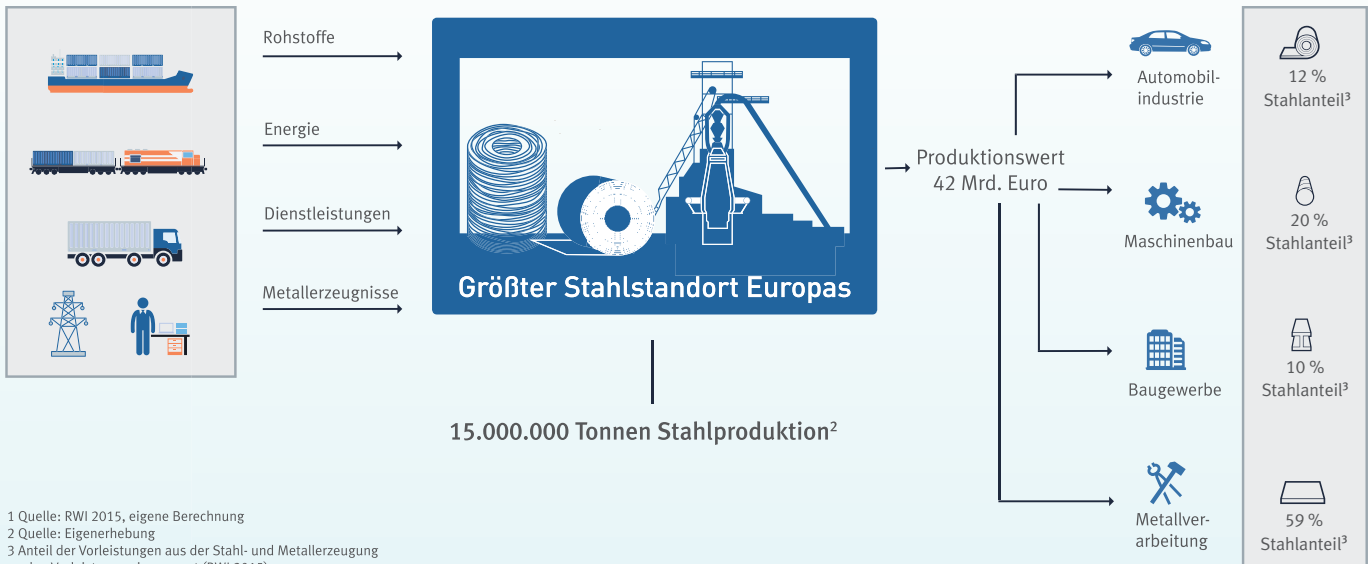 Rohstoffe
Energie
Dienstleistungen
Metallerzeugnisse
Größter Stahlstandort Europas
15.000.000 Tonnen Stahlproduktion²
Produktionswert
42 Mrd. Euro
Automobil-
industrie
12 %
Stahlanteil³
Maschinenbau
20 %
Stahlanteil³
Baugewerbe
10 %
Stahlanteil³
Metallver-
arbeitung
59 %
Stahlanteil³
1 Quelle: RWI 2015, eigene Berechnung
2 Quelle: Eigenerhebung
3 Anteil der Vorleistungen aus der Stahl- und Metallerzeugung